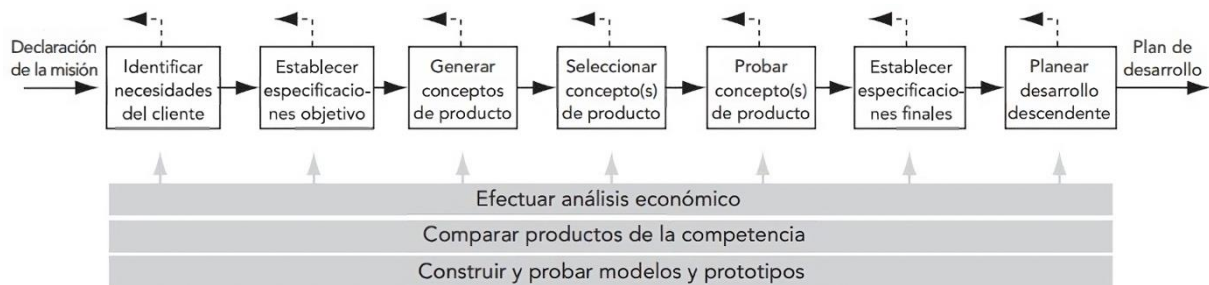 Declaración
de la misión
Identificar
necesidades
del cliente
Establecer
especificacio-
nes objetivo
Generar
conceptos
de producto
Seleccionar
concepto(s)
de producto
Probar
concepto(s)
de producto
Establecer
especificacio-
nes finales
Planear
desarrollo
descendente
Plan de
desarrollo
Efectuar análisis económico
Comparar productos de la competencia
Construir y probar modelos y prototipos